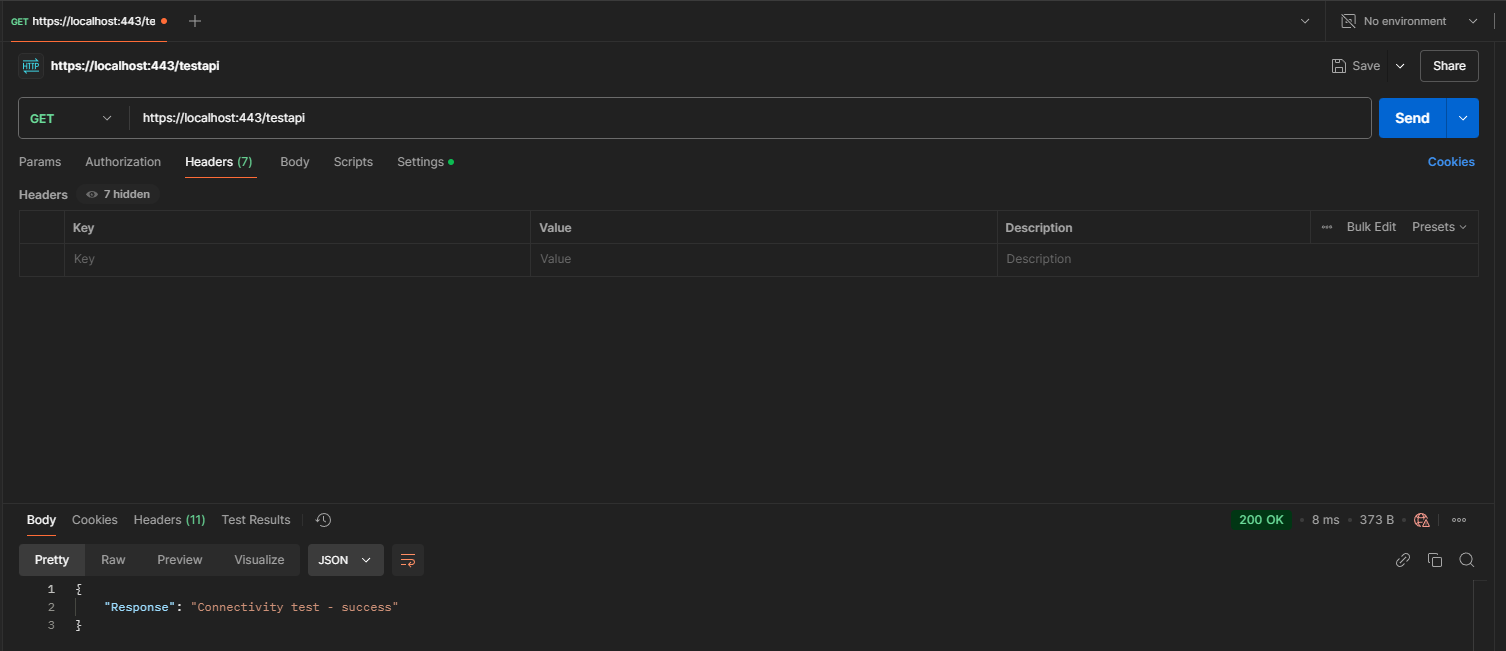 GET https://localhost:443/te
No environment
HTTP https://localhost:443/testapi
Save
Share
GET https://localhost:443/testapi
Send
Params Authorization Headers (7) Body Scripts Settings
Cookies
Headers 7 hidden
Key Value Description Bulk Edit Presets
Key Value Description
Body Cookies Headers (11) Test Results
200 OK • 8 ms • 373 B •
Pretty Raw Preview Visualize JSON
1 {
2 "Response": "Connectivity test - success"
3 }